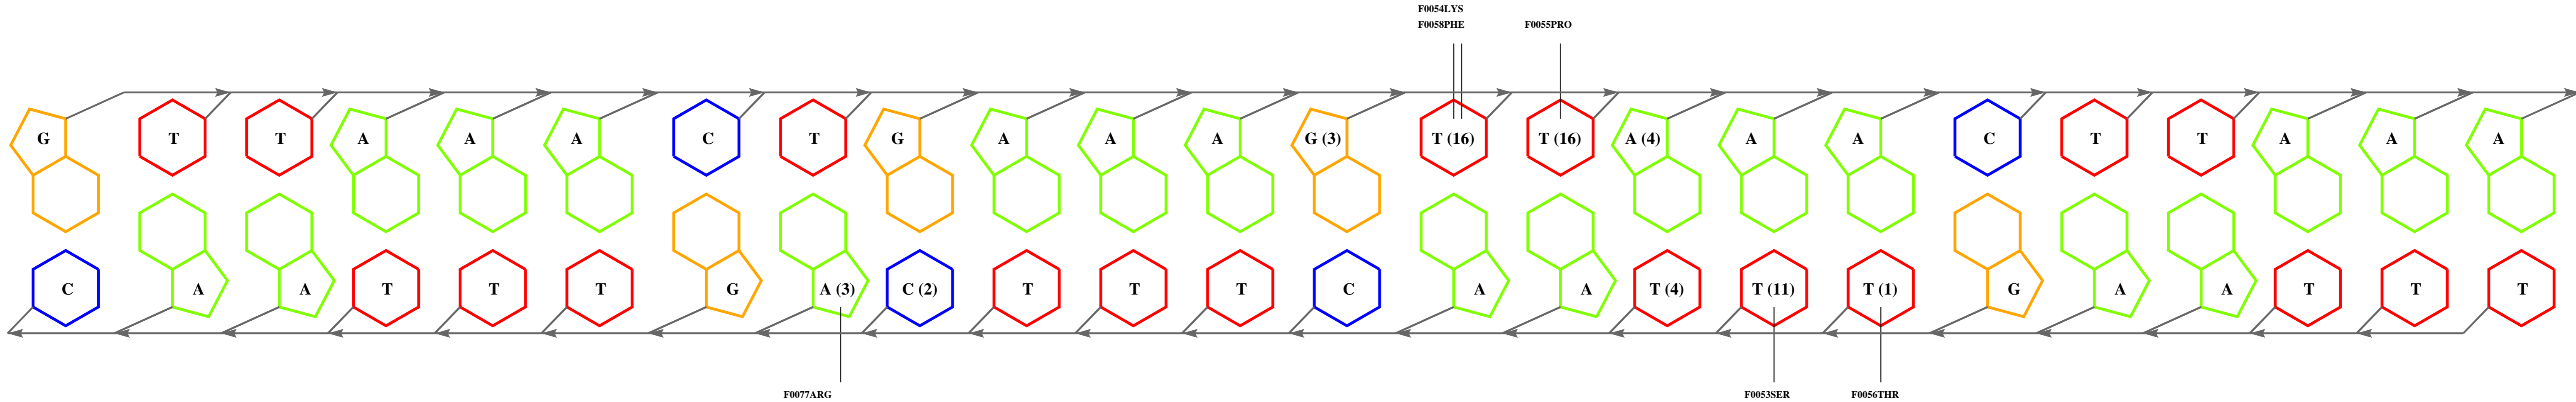 F0054LYS
F0058PHE F0055PRO
G T T A A A C T G A A A G (3) T (16) T (16) A (4) A A C T T A A A
C A A T T T G A (3) C (2) T T T C A A T (4) T (11) T (1) G A A T T T
F0077ARG F0053SER F0056THR